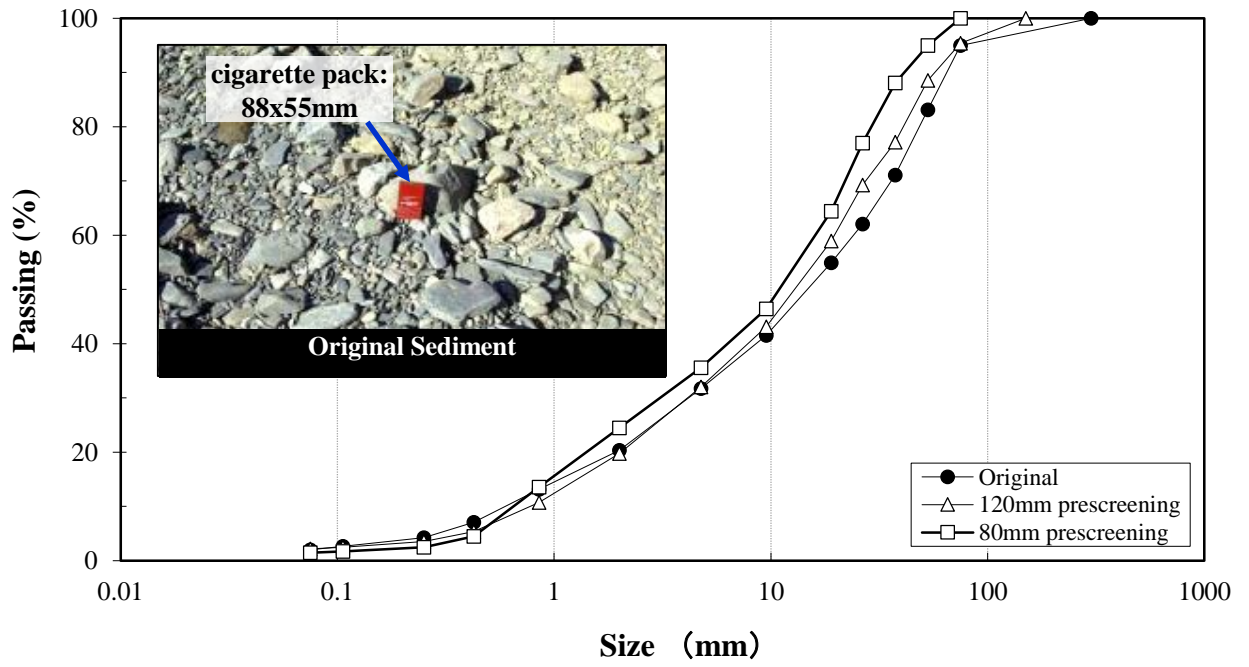 100
80
60
40
20
0
Passing (%)
cigarette pack:
88x55mm
Original Sediment
Original
120mm prescreening
80mm prescreening
0.01
0.1
1
10
100
1000
Size （mm）